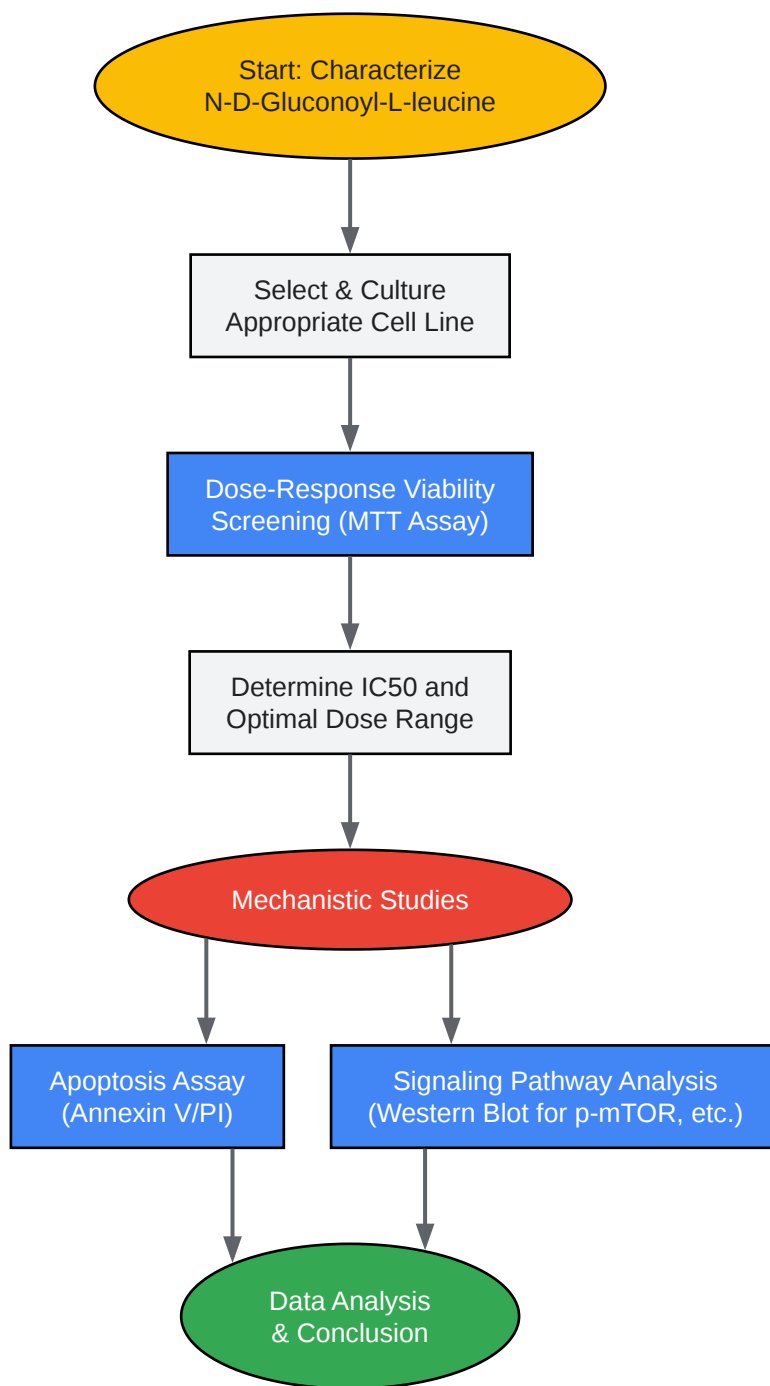 Start: Characterize
N-D-Gluconoyl-L-leucine
Select & Culture
Appropriate Cell Line
Dose-Response Viability
Screening (MTT Assay)
Determine IC50 and
Optimal Dose Range
Mechanistic Studies
Apoptosis Assay
(Annexin V/PI)
Signaling Pathway Analysis
(Western Blot for p-mTOR, etc.)
Data Analysis
& Conclusion